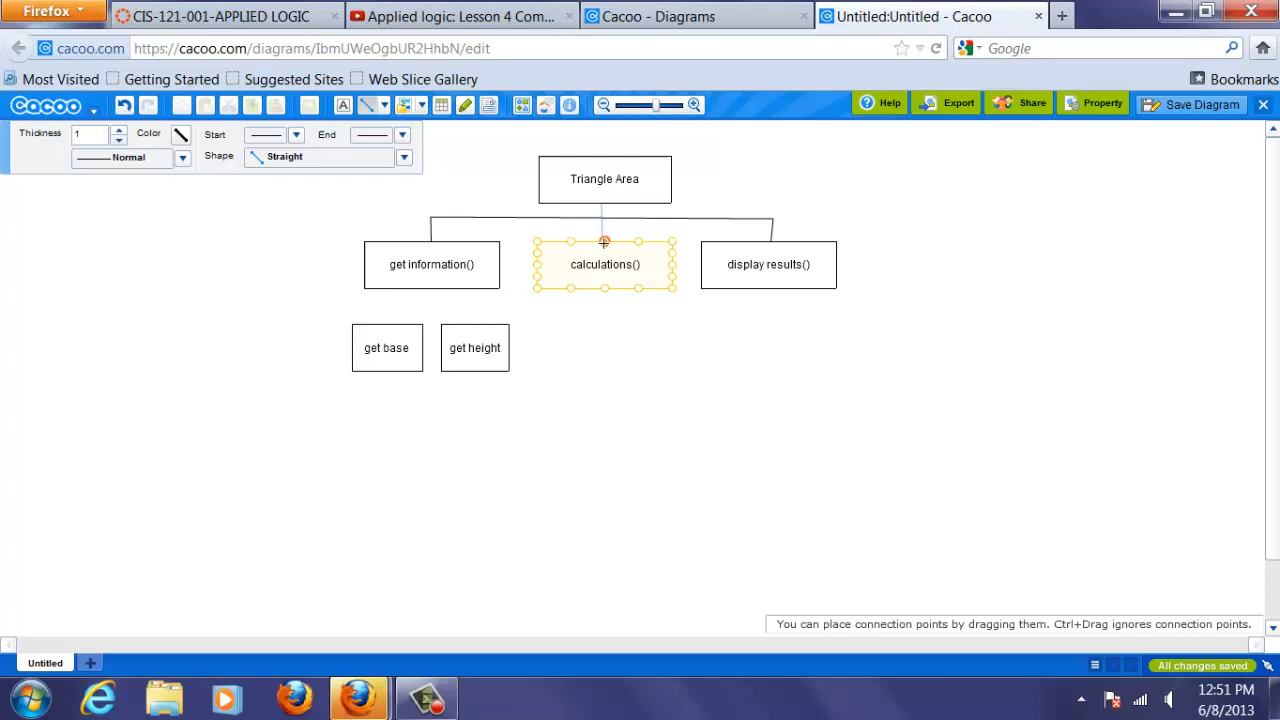 Firefox
CIS-121-001-APPLIED LOGIC
Applied logic: Lesson 4 Com...
Cacoo - Diagrams
Untitled:Untitled - Cacoo
cacoo.com
https://cacoo.com/diagrams/IbmUWeOgbUR2HhbN/edit
Google
Most Visited
Getting Started
Suggested Sites
Web Slice Gallery
Bookmarks
Cacoo
Help
Export
Share
Property
Save Diagram
Thickness
1
Color
Start
End
Normal
Shape
Straight
Triangle Area
get information()
calculations()
display results()
get base
get height
You can place connection points by dragging them. Ctrl+Drag ignores connection points.
Untitled
All changes saved
12:51 PM
6/8/2013